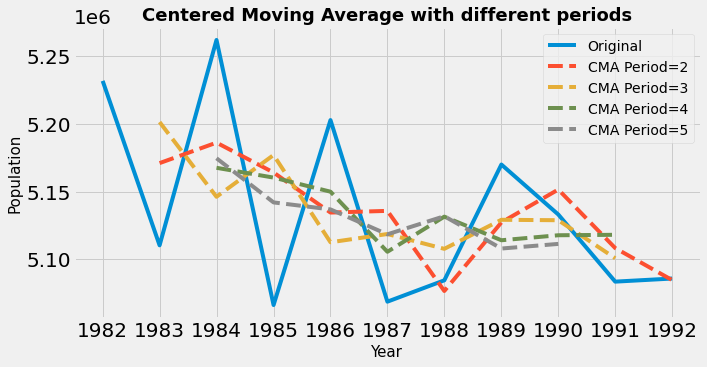 Centered Moving Average with different periods
1e6
Original
CMA Period=2
CMA Period=3
CMA Period=4
CMA Period=5
5.25
5.20
5.15
5.10
Population
1982 1983 1984 1985 1986 1987 1988 1989 1990 1991 1992
Year